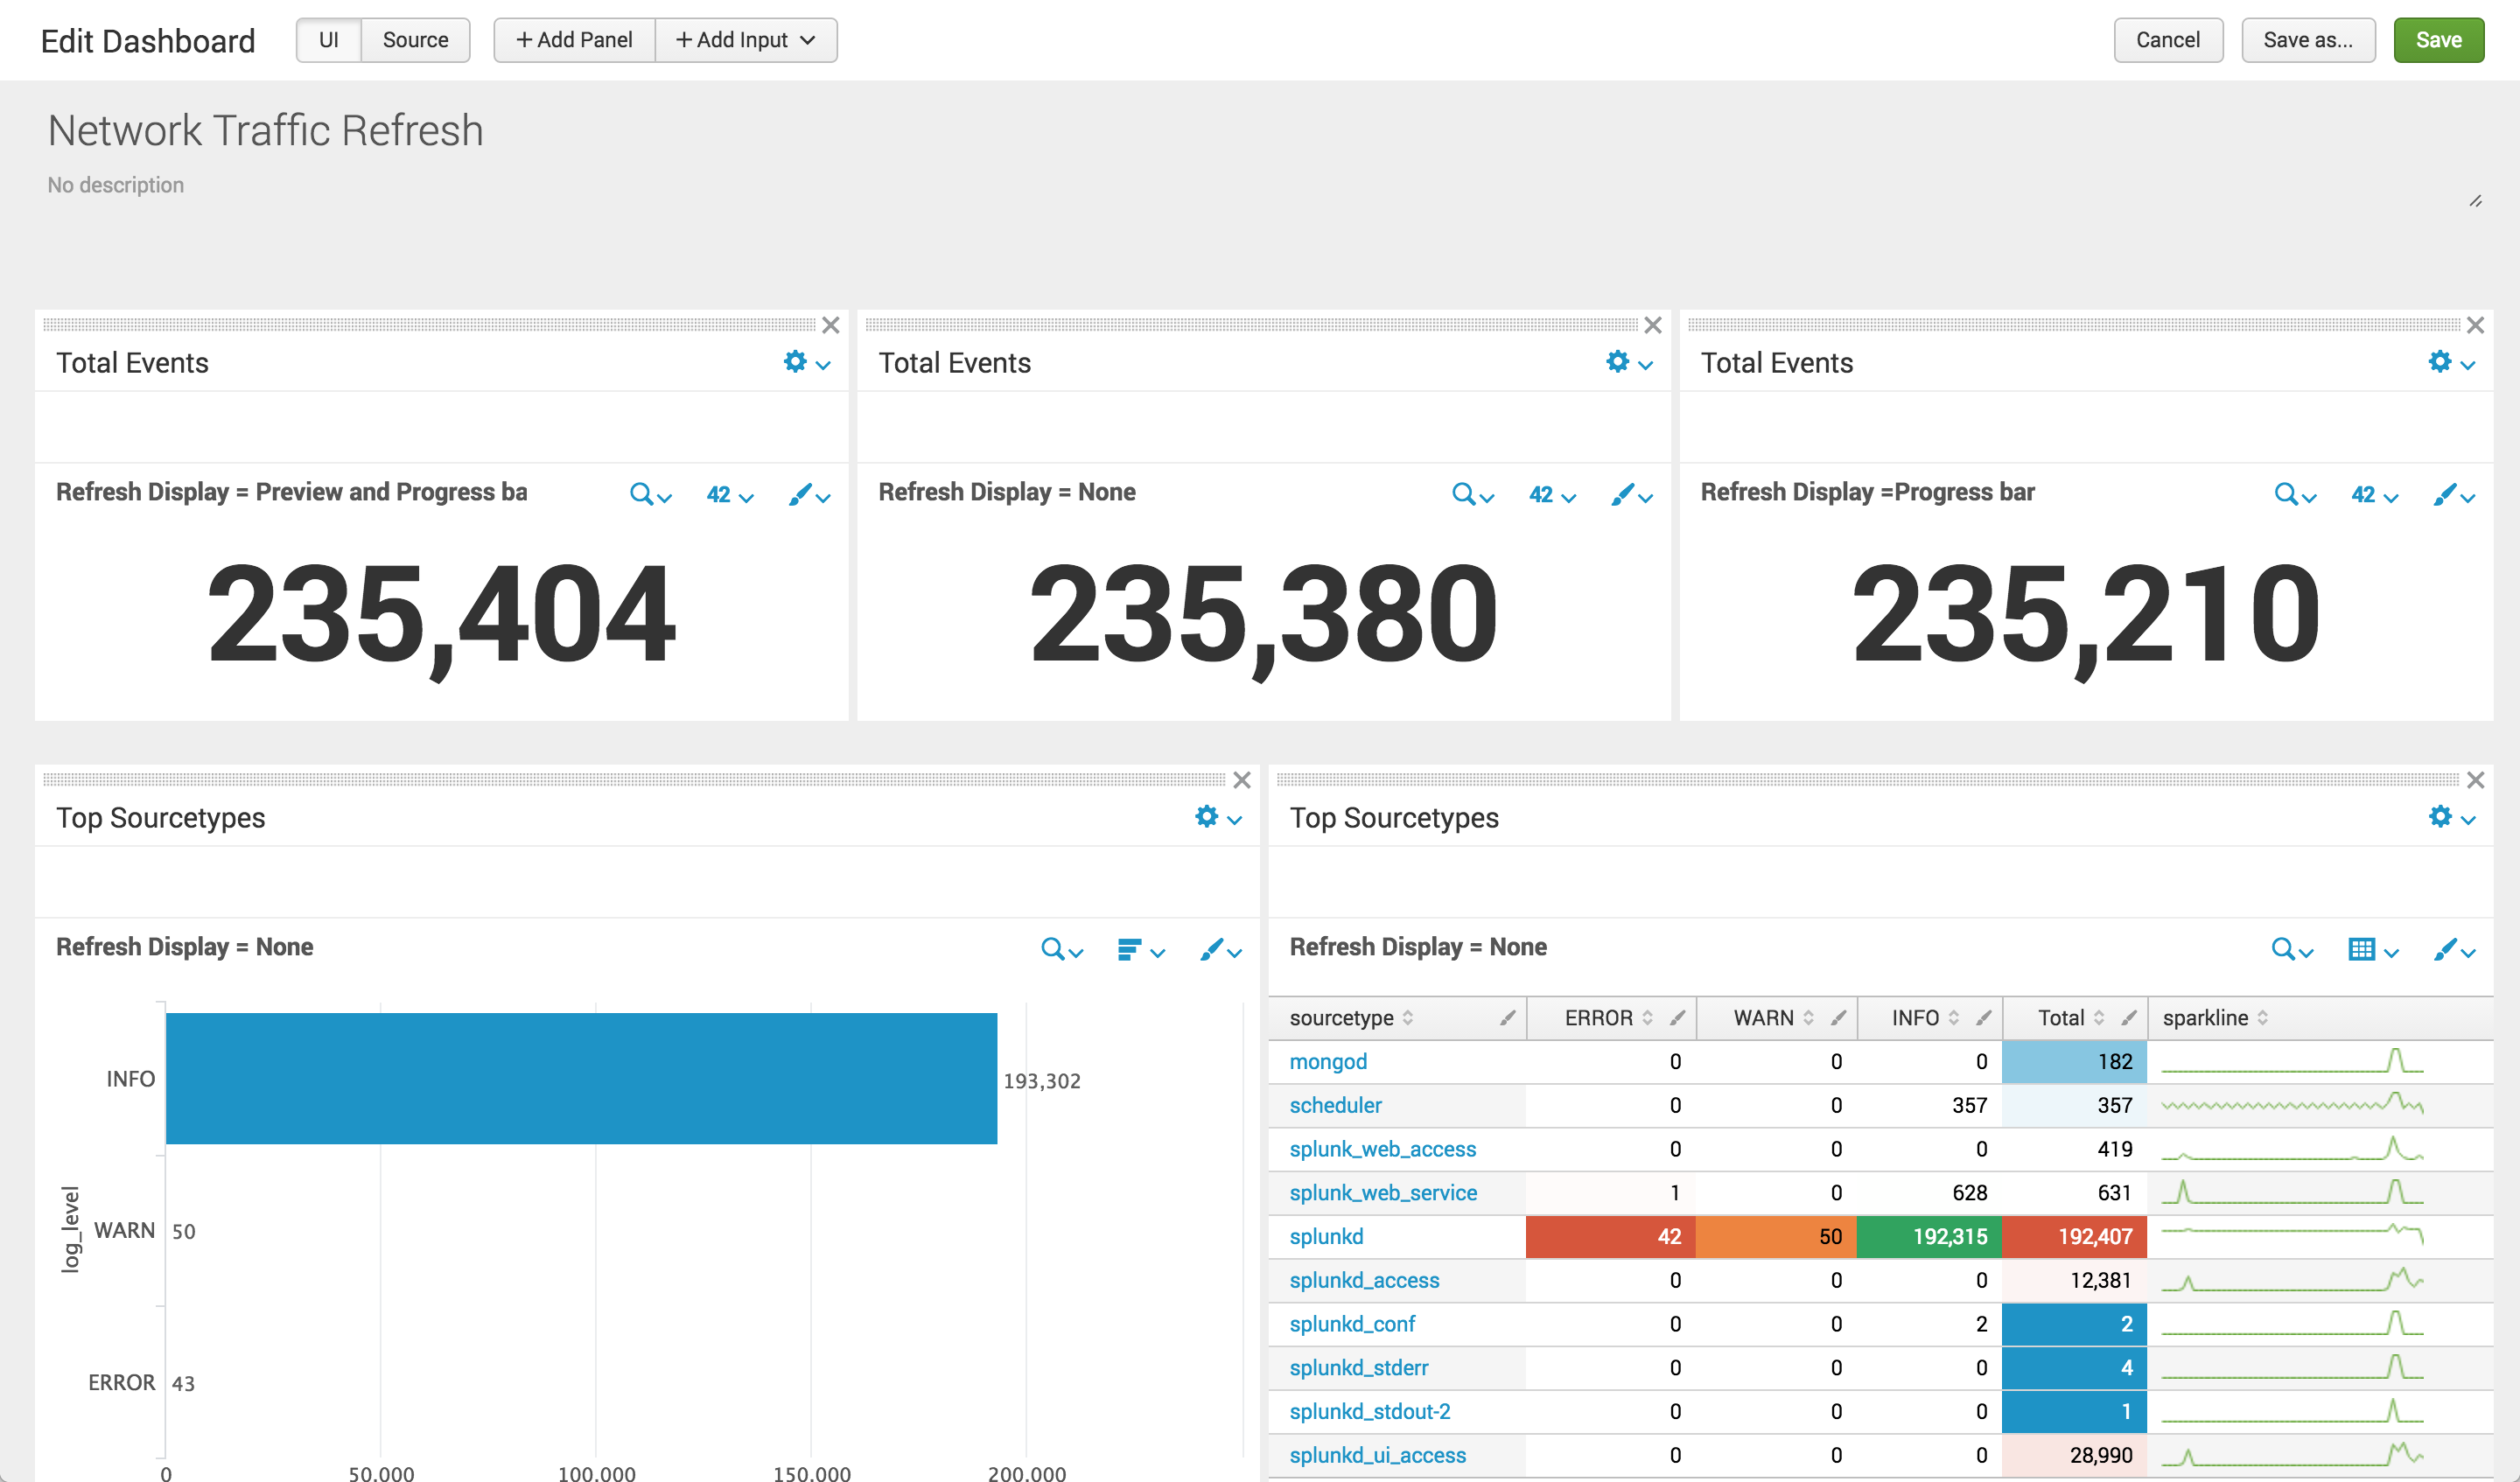 Edit Dashboard UI Source + Add Panel + Add Input Cancel Save as... Save
Network Traffic Refresh
No description
Total Events
Refresh Display = Preview and Progress ba 42
235,404
Total Events
Refresh Display = None 42
235,380
Total Events
Refresh Display =Progress bar 42
235,210
Top Sourcetypes
Refresh Display = None
log_level
INFO 193,302
WARN 50
ERROR 43
0 50,000 100,000 150,000 200,000
Top Sourcetypes
Refresh Display = None
sourcetype ERROR WARN INFO Total sparkline
mongod 0 0 0 182
scheduler 0 0 357 357
splunk_web_access 0 0 0 419
splunk_web_service 1 0 628 631
splunkd 42 50 192,315 192,407
splunkd_access 0 0 0 12,381
splunkd_conf 0 0 2 2
splunkd_stderr 0 0 0 4
splunkd_stdout-2 0 0 0 1
splunkd_ui_access 0 0 0 28,990